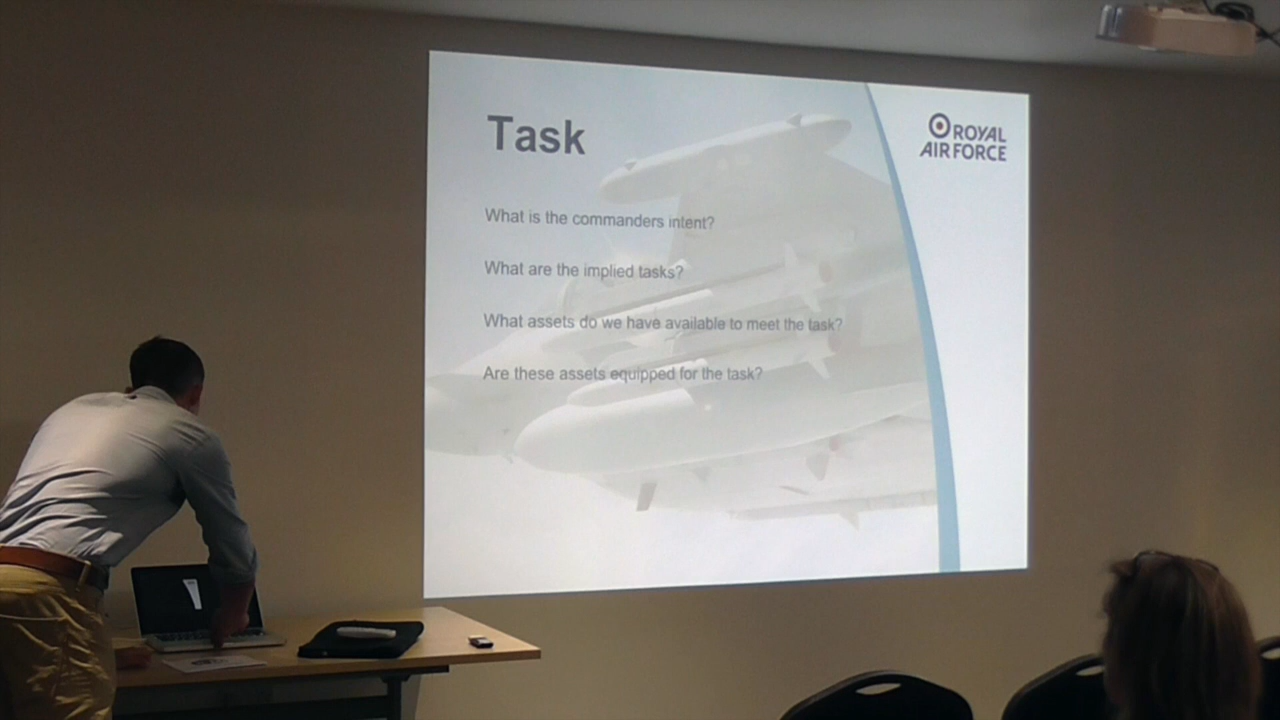 Task
ROYAL
AIR FORCE
What is the commanders intent?
What are the implied tasks?
What assets do we have available to meet the task?
Are these assets equipped for the task?